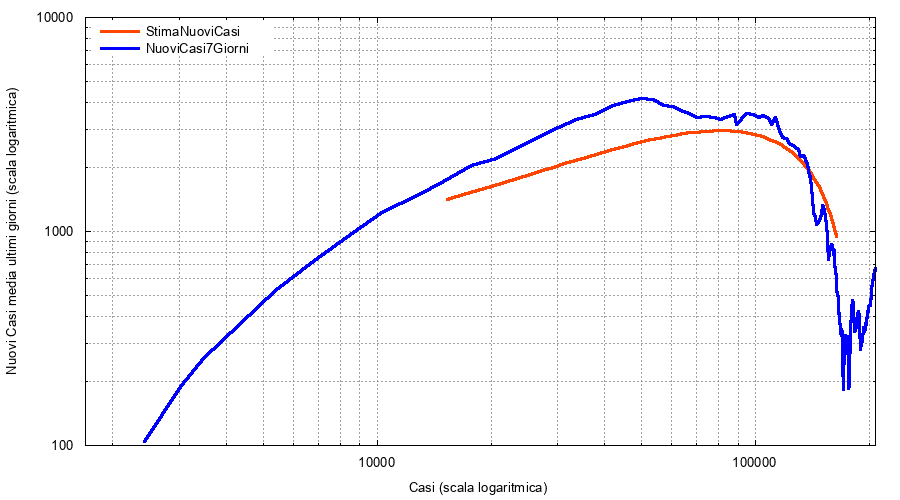 10000
StimaNuoviCasi
NuoviCasi7Giorni
Nuovi Casi media ultimi giorni (scala logaritmica)
1000
100
10000
100000
Casi (scala logaritmica)